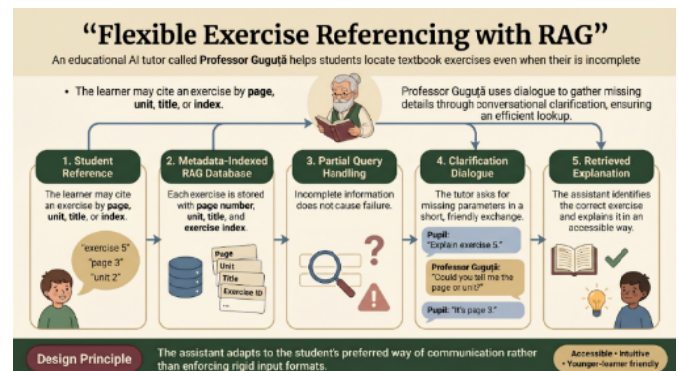 “Flexible Exercise Referencing with RAG”
An educational AI tutor called Professor Guguță helps students locate textbook exercises even when their is incomplete
• The learner may cite an exercise by page,
unit, title, or index.
Professor Guguță uses dialogue to gather missing
details through conversational clarification, ensuring
an efficient lookup.
1. Student
Reference
The learner may cite
an exercise by page,
unit, title, or index.
“exercise 5”
“page 3”
“unit 2”
2. Metadata-Indexed
RAG Database
Each exercise is stored
with page number,
unit, title, and
exercise index.
Page
Unit
Title
Exercise ID
...
3. Partial Query
Handling
Incomplete information
does not cause failure.
?
!
4. Clarification
Dialogue
The tutor asks for
missing parameters in a
short, friendly exchange.
Pupil:
“Explain exercise 5.”
Professor Guguță:
“Could you tell me the
page or unit?”
Pupil: “It’s page 3.”
5. Retrieved
Explanation
The assistant identifies
the correct exercise
and explains it in an
accessible way.
Design Principle
The assistant adapts to the student’s preferred way of communication rather
than enforcing rigid input formats.
Accessible • Intuitive
• Younger-learner friendly